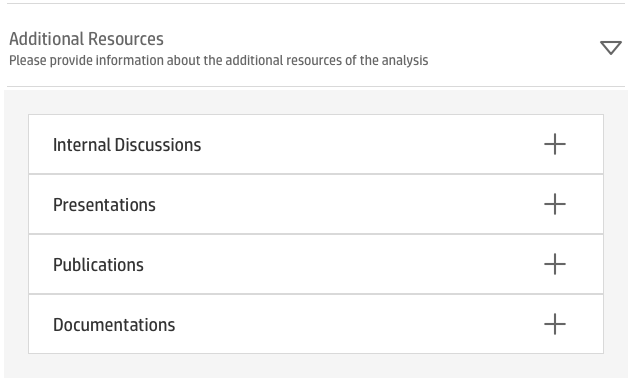 Additional Resources
Please provide information about the additional resources of the analysis
Internal Discussions
Presentations
Publications
Documentations